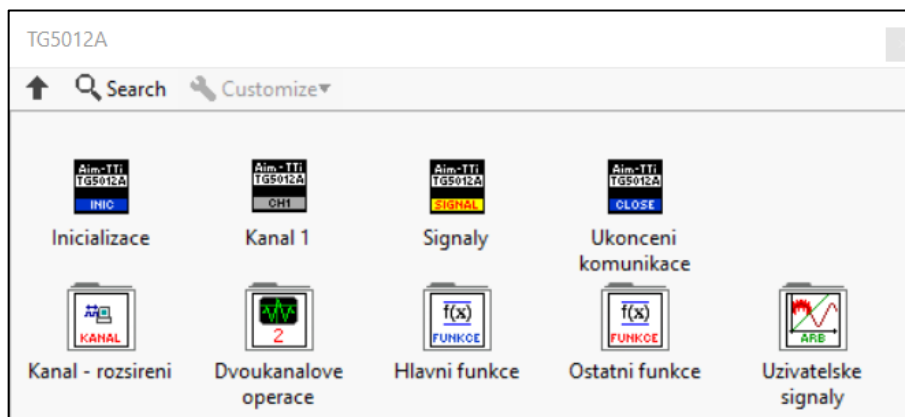 TG5012A
Search Customize
Aim-TTi Aim-TTi Aim-TTi Aim-TTi
TG5012A TG5012A TG5012A TG5012A
INIC CH1 SIGNAL CLOSE
Inicializace Kanal 1 Signaly Ukonceni
komunikace
f(x) f(x)
KANAL 2 FUNKCE FUNKCE ARB
Kanal - rozsireni Dvoukanalove Hlavni funkce Ostatni funkce Uzivatelske
operace signaly